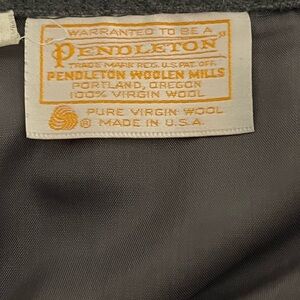 "WARRANTED TO BE A
PENDLETON"
TRADE MARK REG. U.S. PAT. OFF.
PENDLETON WOOLEN MILLS
PORTLAND, OREGON
100% VIRGIN WOOL
PURE VIRGIN WOOL
® MADE IN U.S.A.